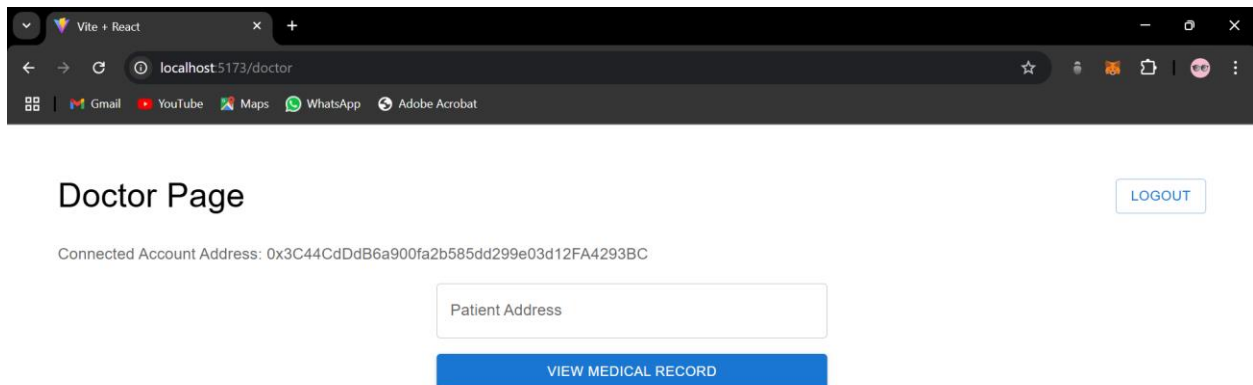 Vite + React
localhost:5173/doctor
Gmail YouTube Maps WhatsApp Adobe Acrobat
Doctor Page
LOGOUT
Connected Account Address: 0x3C44CdDdB6a900fa2b585dd299e03d12FA4293BC
Patient Address
VIEW MEDICAL RECORD